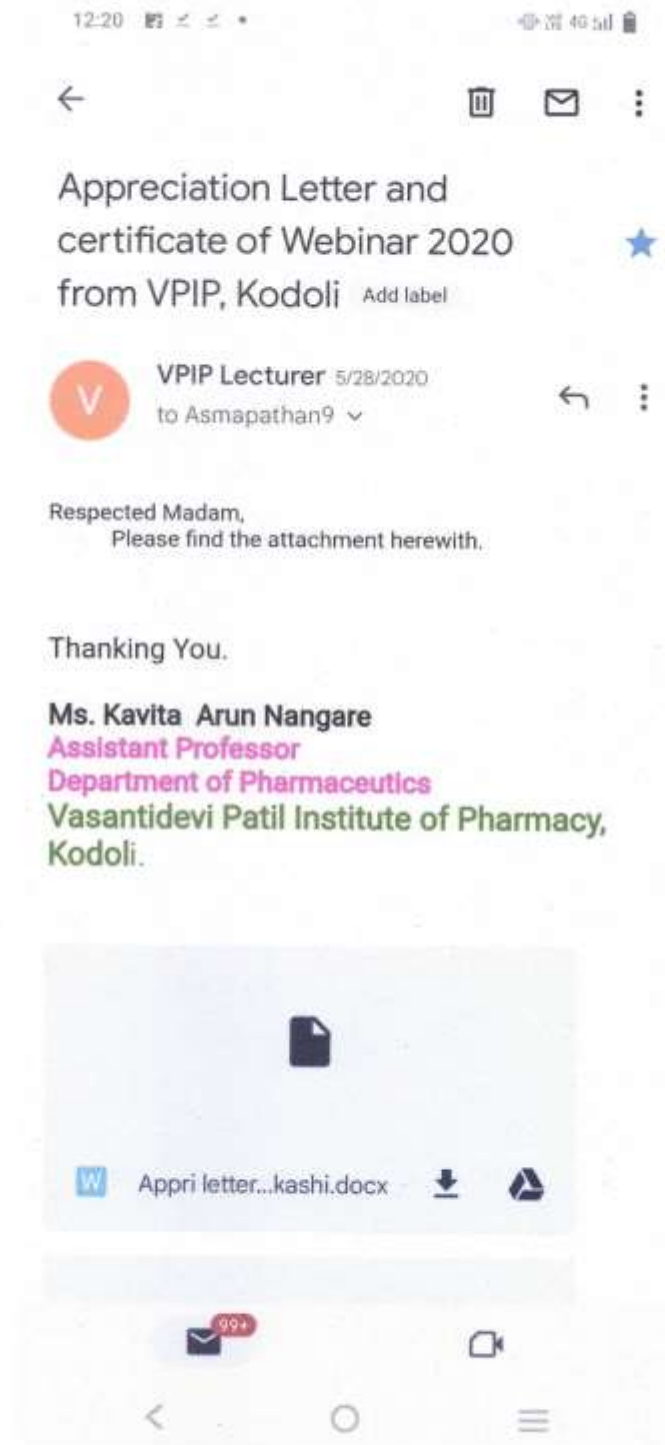 12:20
4G
Appreciation Letter and
certificate of Webinar 2020
from VPIP, Kodoli Add label
V
VPIP Lecturer 5/28/2020
to Asmapathan9
Respected Madam,
Please find the attachment herewith.
Thanking You.
Ms. Kavita Arun Nangare
Assistant Professor
Department of Pharmaceutics
Vasantidevi Patil Institute of Pharmacy,
Kodoli.
W Appri letter...kashi.docx
99+